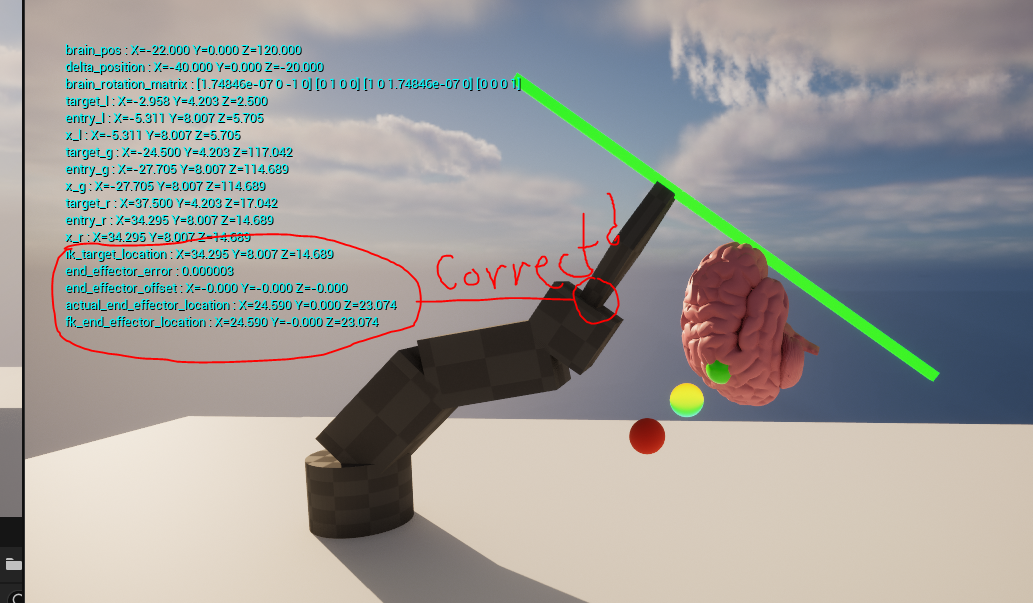 brain_pos : X=-22.000 Y=0.000 Z=120.000
delta_position : X=-40.000 Y=0.000 Z=-20.000
brain_rotation_matrix : [1.74846e-07 0 -1 0] [0 1 0 0] [1 0 1.74846e-07 0] [0 0 0 1]
target_l : X=-2.958 Y=4.203 Z=2.500
entry_l : X=-5.311 Y=8.007 Z=5.705
x_l : X=-5.311 Y=8.007 Z=5.705
target_g : X=-24.500 Y=4.203 Z=117.042
entry_g : X=-27.705 Y=8.007 Z=114.689
x_g : X=-27.705 Y=8.007 Z=114.689
target_r : X=37.500 Y=4.203 Z=17.042
entry_r : X=34.295 Y=8.007 Z=14.689
x_r : X=34.295 Y=8.007 Z=14.689
ik_target_location : X=34.295 Y=8.007 Z=14.689
end_effector_error : 0.000003
end_effector_offset : X=-0.000 Y=-0.000 Z=-0.000
actual_end_effector_location : X=24.590 Y=0.000 Z=23.074
fk_end_effector_location : X=24.590 Y=-0.000 Z=23.074
Correctd